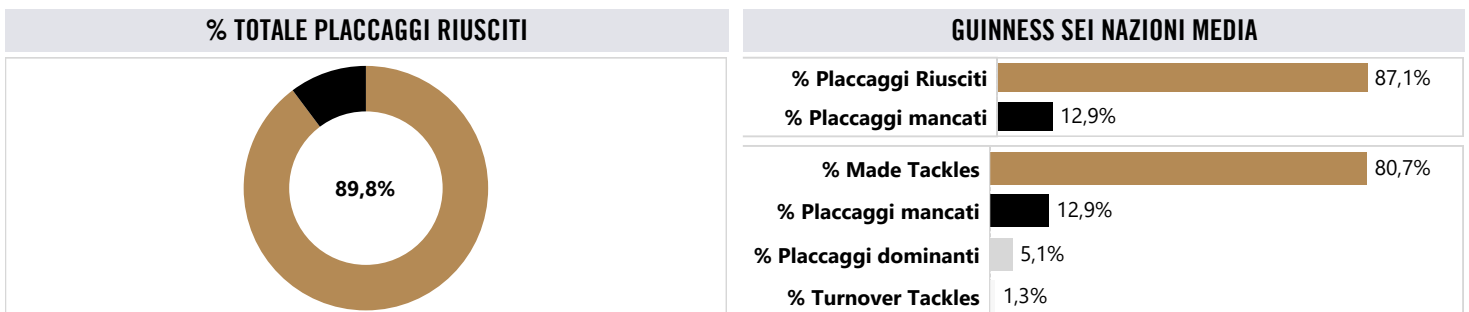 % TOTALE PLACCAGGI RIUSCITI
89,8%
GUINNESS SEI NAZIONI MEDIA
% Placcaggi Riusciti 87,1%
% Placcaggi mancati 12,9%
% Made Tackles 80,7%
% Placcaggi mancati 12,9%
% Placcaggi dominanti 5,1%
% Turnover Tackles 1,3%